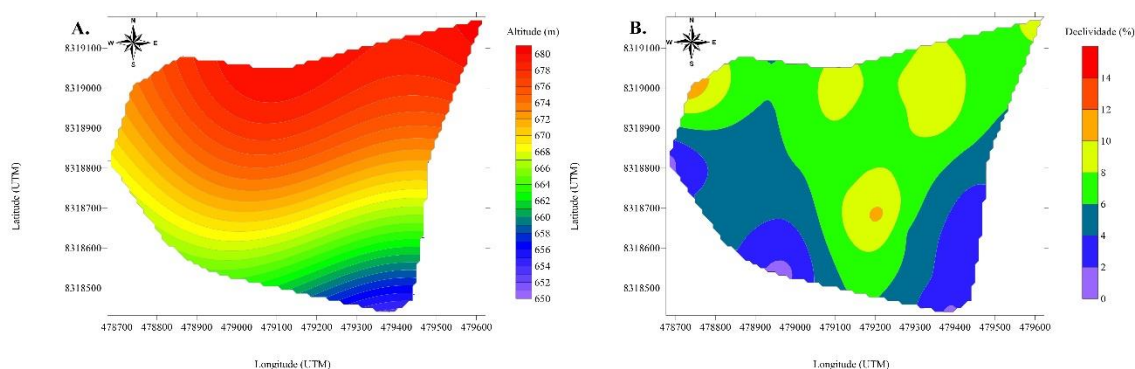 A.
N
W E
S
Altitude (m)
680
678
676
674
672
670
668
666
664
662
660
658
656
654
652
650
8319100
8319000
8318900
8318800
8318700
8318600
8318500
Latitude (UTM)
478700 478800 478900 479000 479100 479200 479300 479400 479500 479600
Longitude (UTM)
B.
N
W E
S
Declividade (%)
14
12
10
8
6
4
2
0
8319100
8319000
8318900
8318800
8318700
8318600
8318500
Latitude (UTM)
478700 478800 478900 479000 479100 479200 479300 479400 479500 479600
Longitude (UTM)